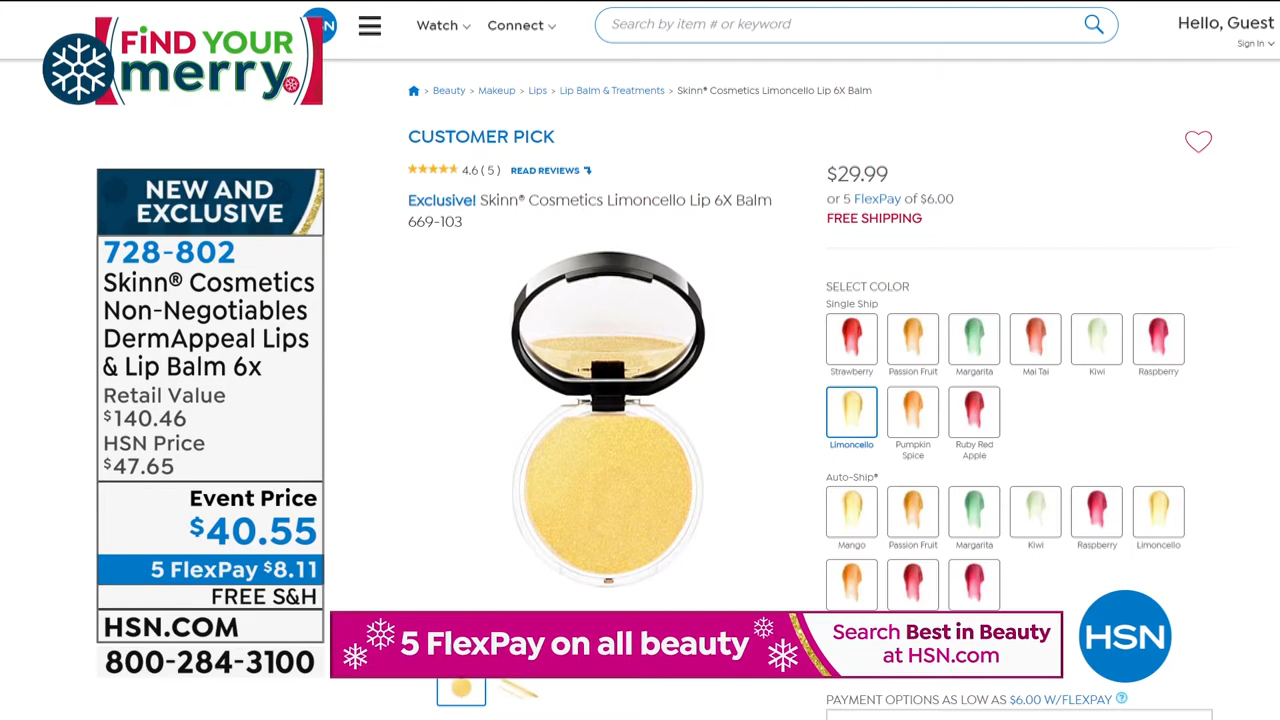 FiND YOUR
merry
Watch
Connect
Search by item # or keyword
Hello, Guest
Sign In
> Beauty > Makeup > Lips > Lip Balm & Treatments > Skinn® Cosmetics Limoncello Lip 6X Balm
CUSTOMER PICK
4.6 ( 5 ) READ REVIEWS
Exclusive! Skinn® Cosmetics Limoncello Lip 6X Balm
669-103
$29.99
or 5 FlexPay of $6.00
FREE SHIPPING
SELECT COLOR
Single Ship
Strawberry Passion Fruit Margarita Mai Tai Kiwi Raspberry
Limoncello Pumpkin Spice Ruby Red Apple
Auto-Ship®
Mango Passion Fruit Margarita Kiwi Raspberry Limoncello
PAYMENT OPTIONS AS LOW AS $6.00 W/FLEXPAY ?
NEW AND
EXCLUSIVE
728-802
Skinn® Cosmetics
Non-Negotiables
DermAppeal Lips
& Lip Balm 6x
Retail Value
$140.46
HSN Price
$47.65
Event Price
$40.55
5 FlexPay $8.11
FREE S&H
HSN.COM
800-284-3100
5 FlexPay on all beauty
Search Best in Beauty
at HSN.com
HSN